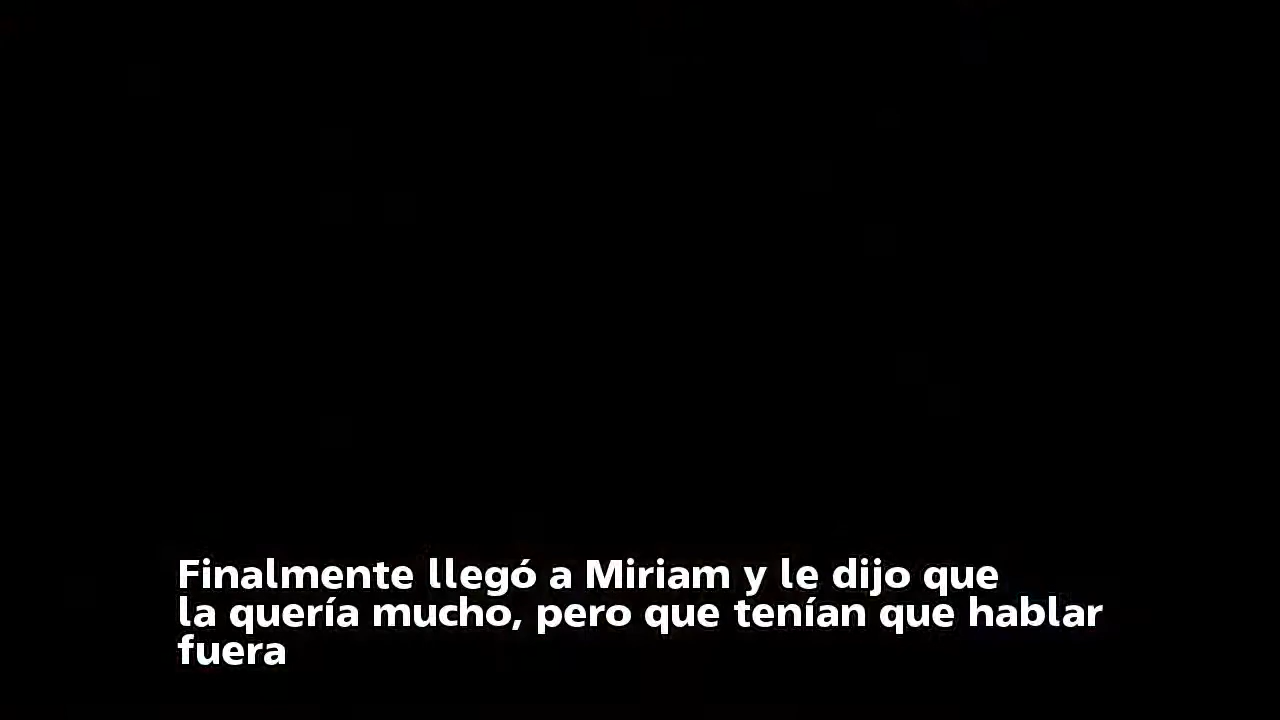 Finalmente llegó a Miriam y le dijo que
la quería mucho, pero que tenían que hablar
fuera